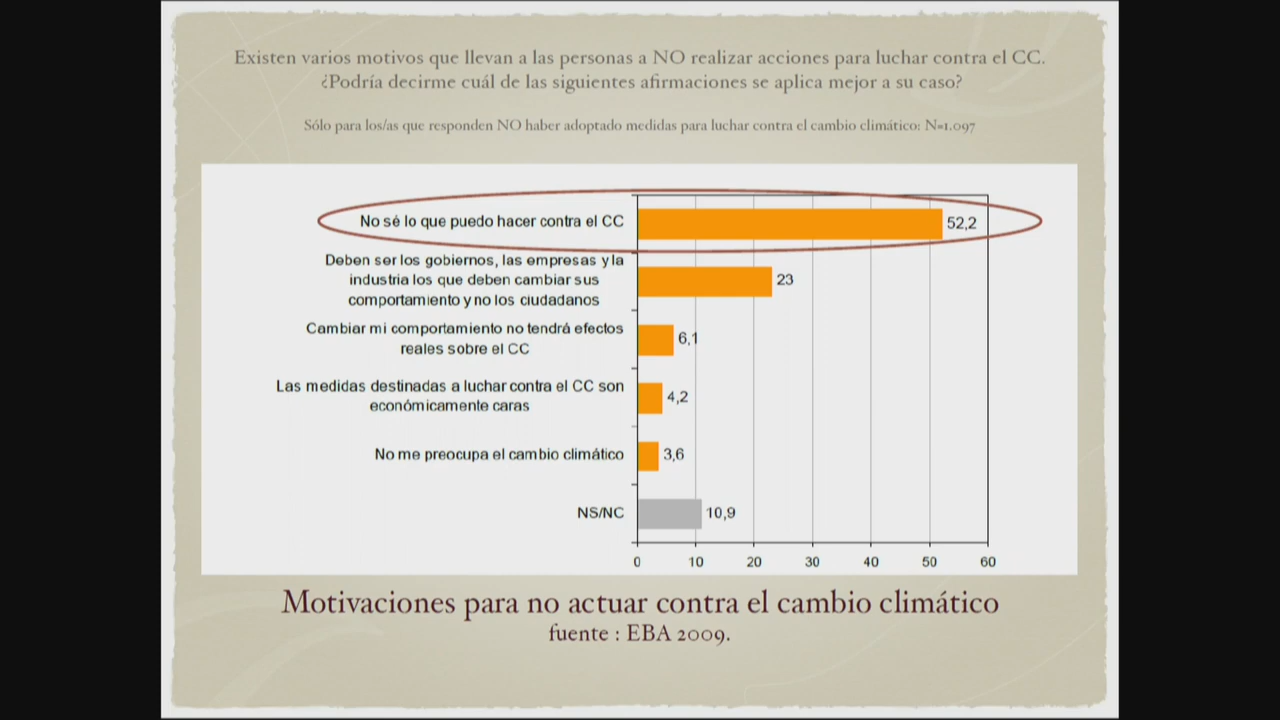 Existen varios motivos que llevan a las personas a NO realizar acciones para luchar contra el CC.
¿Podría decirme cuál de las siguientes afirmaciones se aplica mejor a su caso?
Sólo para los/as que responden NO haber adoptado medidas para luchar contra el cambio climático: N=1.097
No sé lo que puedo hacer contra el CC
52,2
Deben ser los gobiernos, las empresas y la
industria los que deben cambiar sus
comportamiento y no los ciudadanos
23
Cambiar mi comportamiento no tendrá efectos
reales sobre el CC
6,1
Las medidas destinadas a luchar contra el CC son
económicamente caras
4,2
No me preocupa el cambio climático
3,6
NS/NC
10,9
0 10 20 30 40 50 60
Motivaciones para no actuar contra el cambio climático
fuente : EBA 2009.